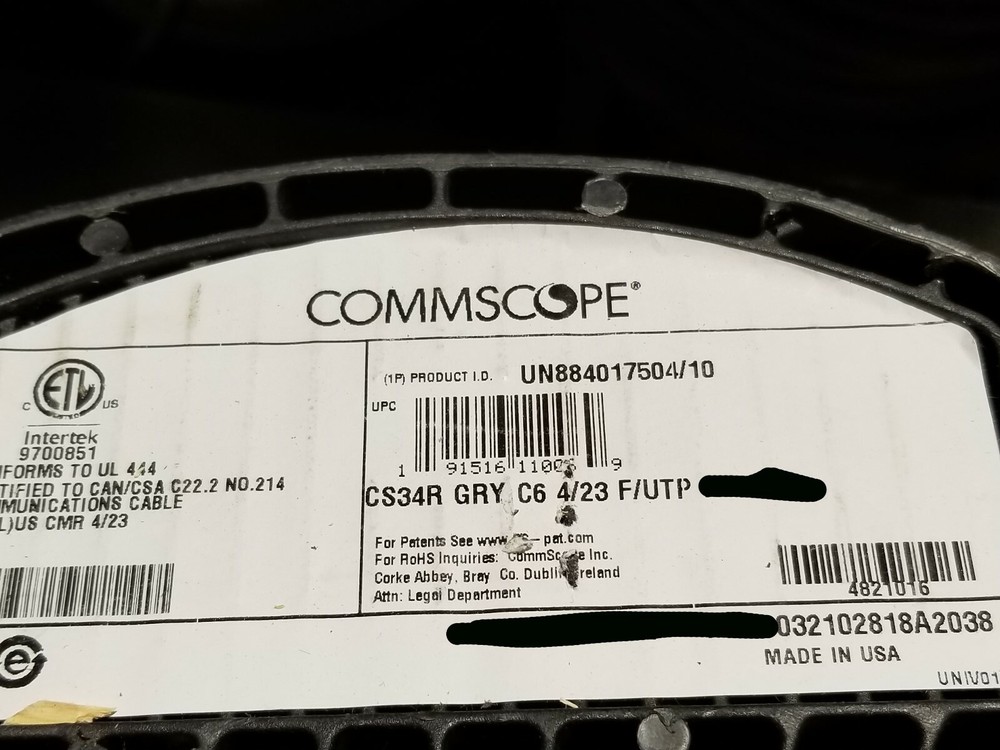 COMMSCOPE®
ETL
C US
LISTED
Intertek
9700851
FORMS TO UL 444
TIFIED TO CAN/CSA C22.2 NO.214
MUNICATIONS CABLE
L)US CMR 4/23
(1P) PRODUCT I.D. UN884017504/10
UPC
1 91516 1100 9
CS34R GRY C6 4/23 F/UTP
For Patents See www. - pat.com
For RoHS Inquiries: CommScope Inc.
Corke Abbey, Bray Co. Dublin Ireland
Attn: Legal Department
4821016
032102818A2038
MADE IN USA
UNIV01
e